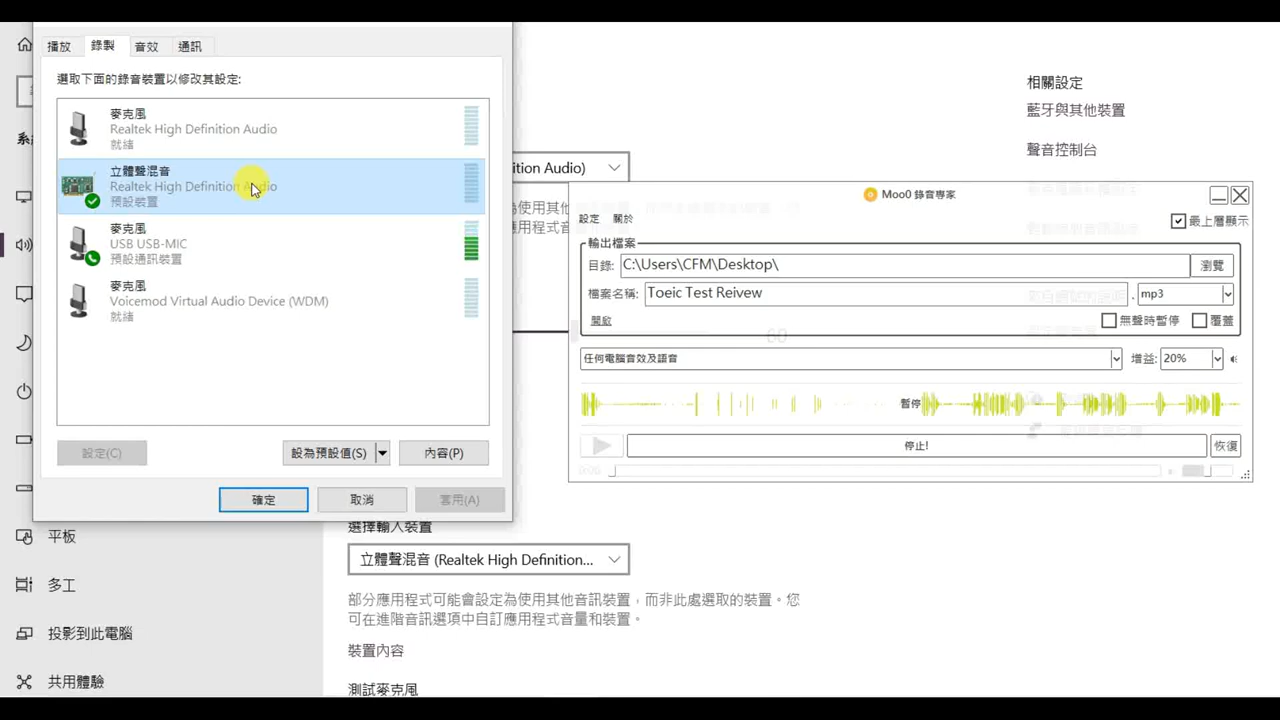 播放 錄製 音效 通訊
選取下面的錄音裝置以修改其設定:
麥克風
Realtek High Definition Audio
就緒
立體聲混音
Realtek High Definition Audio
預設裝置
麥克風
USB USB-MIC
預設通訊裝置
麥克風
Voicemod Virtual Audio Device (WDM)
就緒
設定(C) 設為預設值(S) 內容(P)
確定 取消 套用(A)
平板
多工
投影到此電腦
共用體驗
ition Audio)
選擇輸入裝置
立體聲混音 (Realtek High Definition...
部分應用程式可能會設定為使用其他音訊裝置，而非此處選取的裝置。您
可在進階音訊選項中自訂應用程式音量和裝置。
裝置內容
測試麥克風
相關設定
藍牙與其他裝置
聲音控制台
Moo0 錄音專家
設定 關於
最上層顯示
輸出檔案
目錄: C:\Users\CFM\Desktop\ 瀏覽
檔案名稱: Toeic Test Reivew . mp3
開啟 無聲時暫停 覆蓋
60
任何電腦音效及語音 增益: 20%
暫停
停止! 恢復
0:00